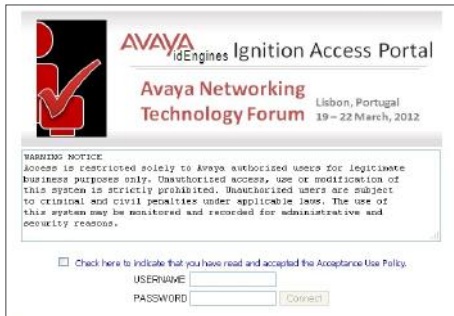 AVAYA
idEngines Ignition Access Portal
Avaya Networking
Technology Forum
Lisbon, Portugal
19 – 22 March, 2012
WARNING NOTICE
Access is restricted solely to Avaya authorized users for legitimate
business purposes only. Unauthorized access, use or modification of
this system is strictly prohibited. Unauthorized users are subject
to criminal and civil penalties under applicable laws. The use of
this system may be monitored and recorded for administrative and
security reasons.
Check here to indicate that you have read and accepted the Acceptance Use Policy.
USERNAME
PASSWORD
Connect